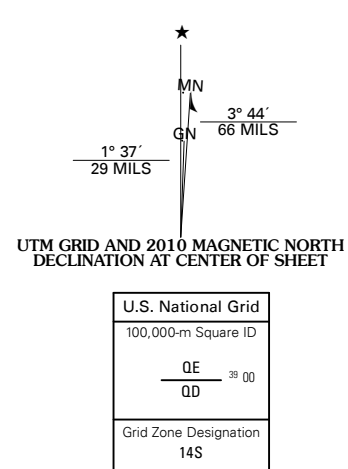 ★
MN
3° 44´
66 MILS
GN
1° 37´
29 MILS
UTM GRID AND 2010 MAGNETIC NORTH
DECLINATION AT CENTER OF SHEET
U.S. National Grid
100,000-m Square ID
QE
39 00
QD
Grid Zone Designation
14S